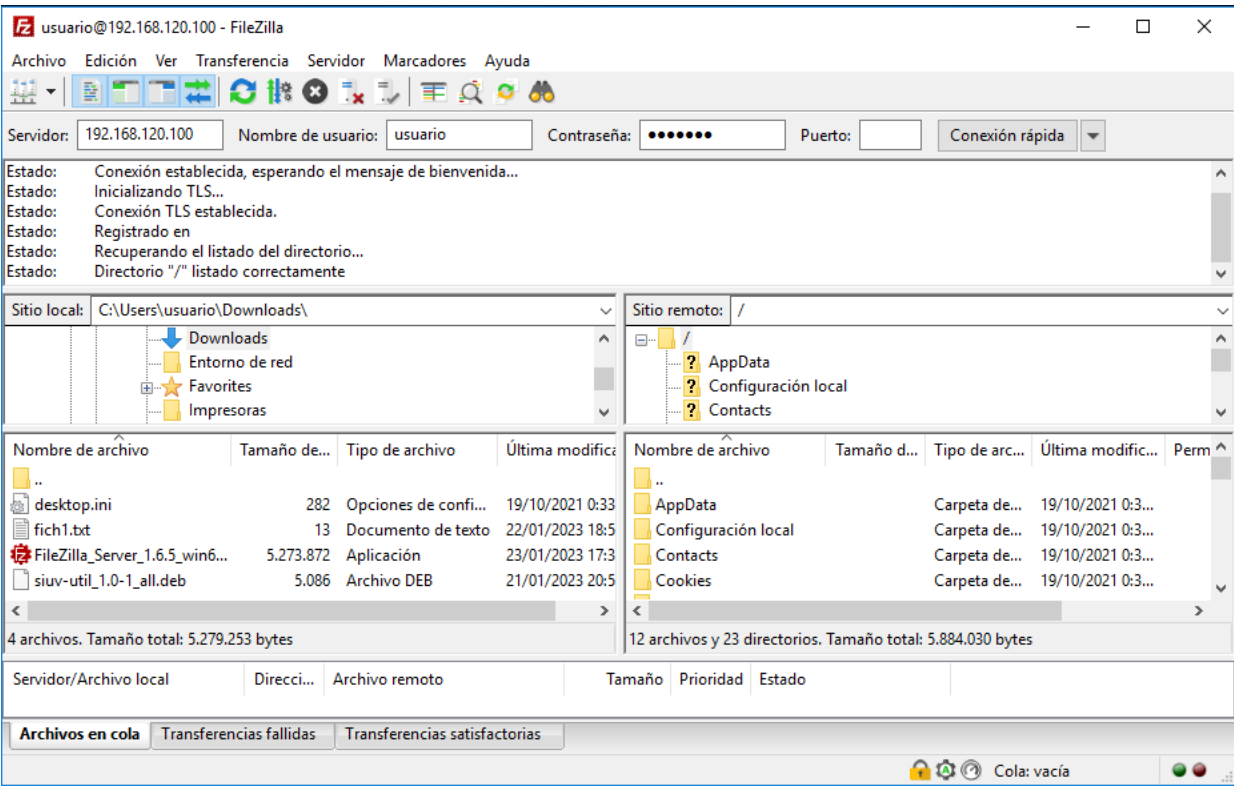 usuario@192.168.120.100 - FileZilla
Archivo Edición Ver Transferencia Servidor Marcadores Ayuda
Servidor: 192.168.120.100 Nombre de usuario: usuario Contraseña: ●●●●●●● Puerto: Conexión rápida
Estado: Conexión establecida, esperando el mensaje de bienvenida...
Estado: Inicializando TLS...
Estado: Conexión TLS establecida.
Estado: Registrado en
Estado: Recuperando el listado del directorio...
Estado: Directorio "/" listado correctamente
Sitio local: C:\Users\usuario\Downloads\
Downloads
Entorno de red
Favorites
Impresoras
Sitio remoto: /
/
? AppData
? Configuración local
? Contacts
Nombre de archivo Tamaño de... Tipo de archivo Última modifica
..
desktop.ini 282 Opciones de confi... 19/10/2021 0:33
fich1.txt 13 Documento de texto 22/01/2023 18:5
FileZilla_Server_1.6.5_win6... 5.273.872 Aplicación 23/01/2023 17:3
siuv-util_1.0-1_all.deb 5.086 Archivo DEB 21/01/2023 20:5
4 archivos. Tamaño total: 5.279.253 bytes
Nombre de archivo Tamaño d... Tipo de arc... Última modific... Perm
..
AppData Carpeta de... 19/10/2021 0:3...
Configuración local Carpeta de... 19/10/2021 0:3...
Contacts Carpeta de... 19/10/2021 0:3...
Cookies Carpeta de... 19/10/2021 0:3...
12 archivos y 23 directorios. Tamaño total: 5.884.030 bytes
Servidor/Archivo local Direcci... Archivo remoto Tamaño Prioridad Estado
Archivos en cola Transferencias fallidas Transferencias satisfactorias
Cola: vacía